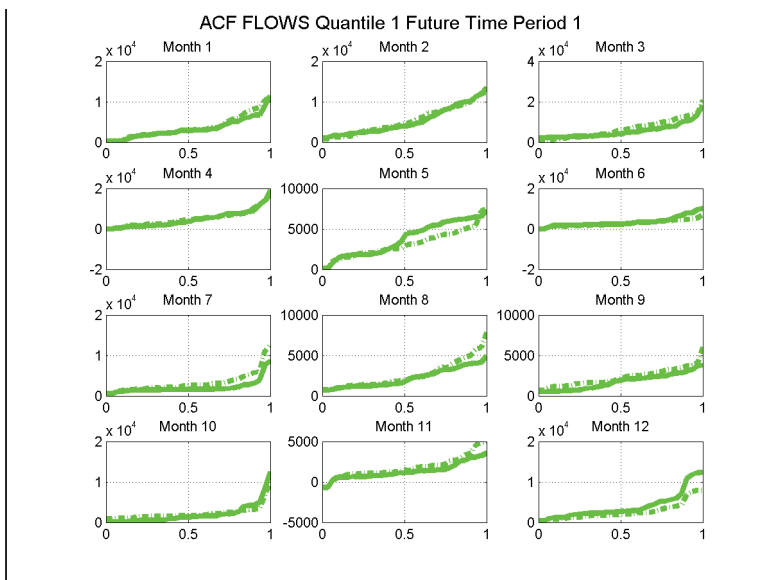 ACF FLOWS Quantile 1 Future Time Period 1
x 10^4 Month 1
2
1
0
0 0.5 1
x 10^4 Month 2
2
1
0
0 0.5 1
x 10^4 Month 3
4
2
0
0 0.5 1
x 10^4 Month 4
2
0
-2
0 0.5 1
Month 5
10000
5000
0
0 0.5 1
x 10^4 Month 6
2
0
-2
0 0.5 1
x 10^4 Month 7
2
1
0
0 0.5 1
Month 8
10000
5000
0
0 0.5 1
Month 9
10000
5000
0
0 0.5 1
x 10^4 Month 10
2
1
0
0 0.5 1
Month 11
5000
0
-5000
0 0.5 1
x 10^4 Month 12
2
1
0
0 0.5 1